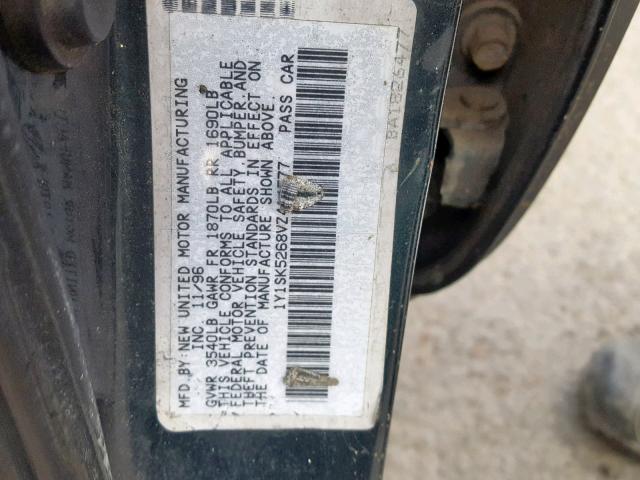 MFD BY: NEW UNITED MOTOR MANUFACTURING
INC 11/96
GVWR 3540LB GAWR FR 1870LB RR 1690LB
THIS VEHICLE CONFORMS TO ALL APPLICABLE
FEDERAL MOTOR VEHICLE SAFETY, BUMPER, AND
THEFT PREVENTION STANDARDS IN EFFECT ON
THE DATE OF MANUFACTURE SHOWN ABOVE.
PASS CAR